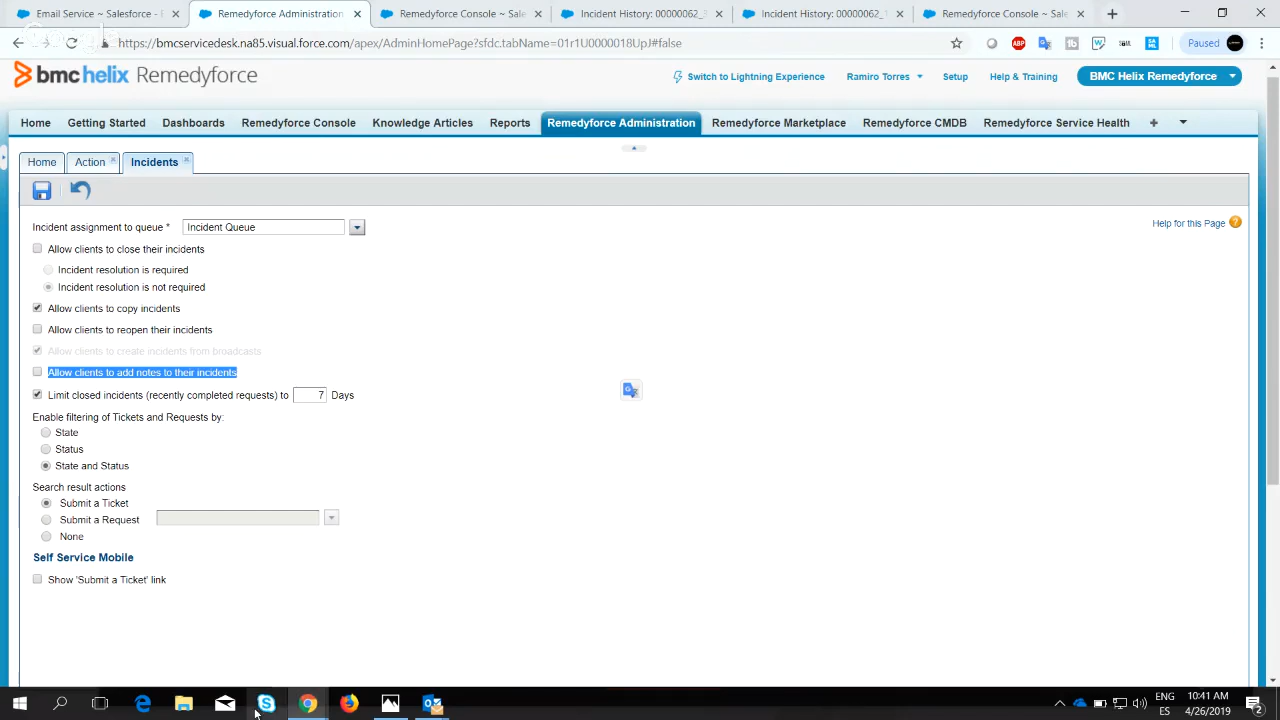 Email Service ~ Salesforce - E
Remedyforce Administration
Remedyforce Console ~ Sale
Incident History: 00000062_
Incident History: 00000062_1
Remedyforce Console ~ Sale
https://bmcservicedesk.na85.visual.force.com/apex/AdminHomePage?sfdc.tabName=01r1U0000018UpJ#false
ABP
Paused
bmc helix Remedyforce
Switch to Lightning Experience
Ramiro Torres
Setup
Help & Training
BMC Helix Remedyforce
Home
Getting Started
Dashboards
Remedyforce Console
Knowledge Articles
Reports
Remedyforce Administration
Remedyforce Marketplace
Remedyforce CMDB
Remedyforce Service Health
Home
Action
Incidents
Incident assignment to queue *
Incident Queue
Help for this Page
Allow clients to close their incidents
Incident resolution is required
Incident resolution is not required
Allow clients to copy incidents
Allow clients to reopen their incidents
Allow clients to create incidents from broadcasts
Allow clients to add notes to their incidents
Limit closed incidents (recently completed requests) to 7 Days
Enable filtering of Tickets and Requests by:
State
Status
State and Status
Search result actions
Submit a Ticket
Submit a Request
None
Self Service Mobile
Show 'Submit a Ticket' link
ENG
ES
10:41 AM
4/26/2019
2